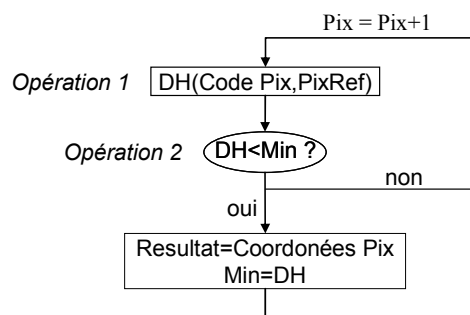 Pix = Pix+1
Opération 1
DH(Code Pix,PixRef)
Opération 2
DH<Min ?
non
oui
Resultat=Coordonées Pix
Min=DH